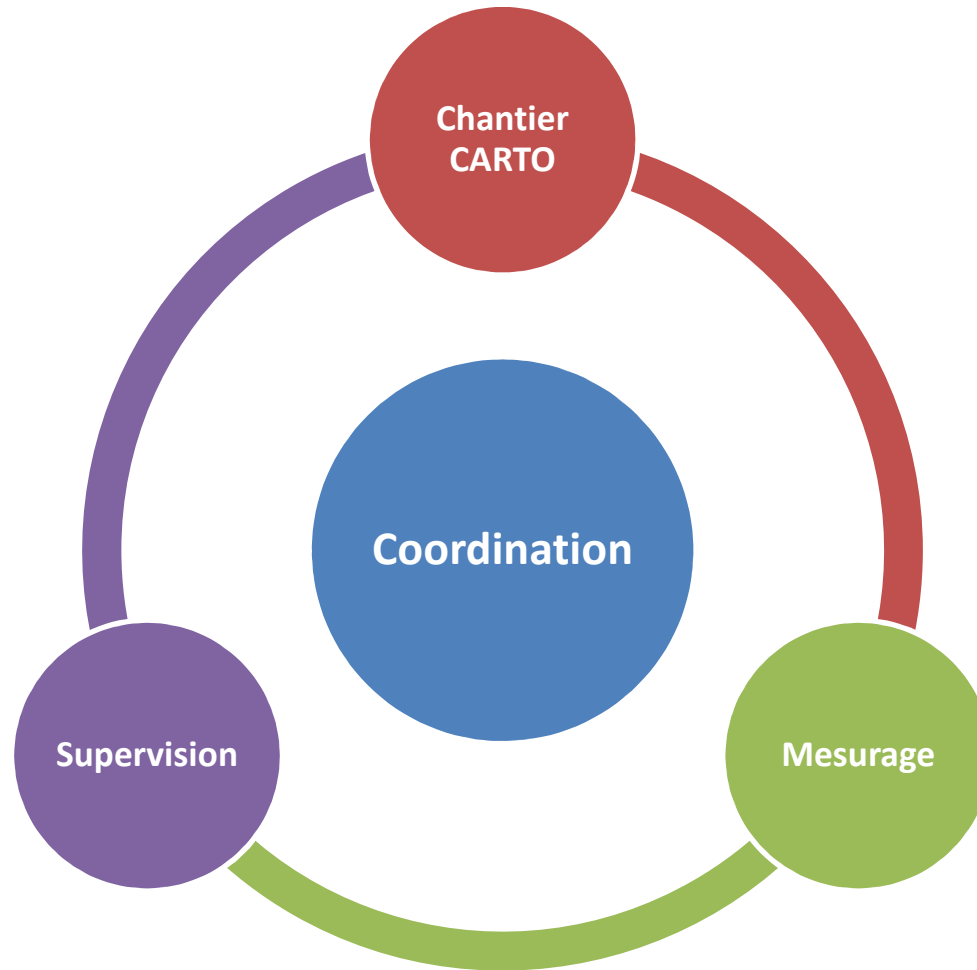 Chantier
CARTO
Coordination
Supervision
Mesurage